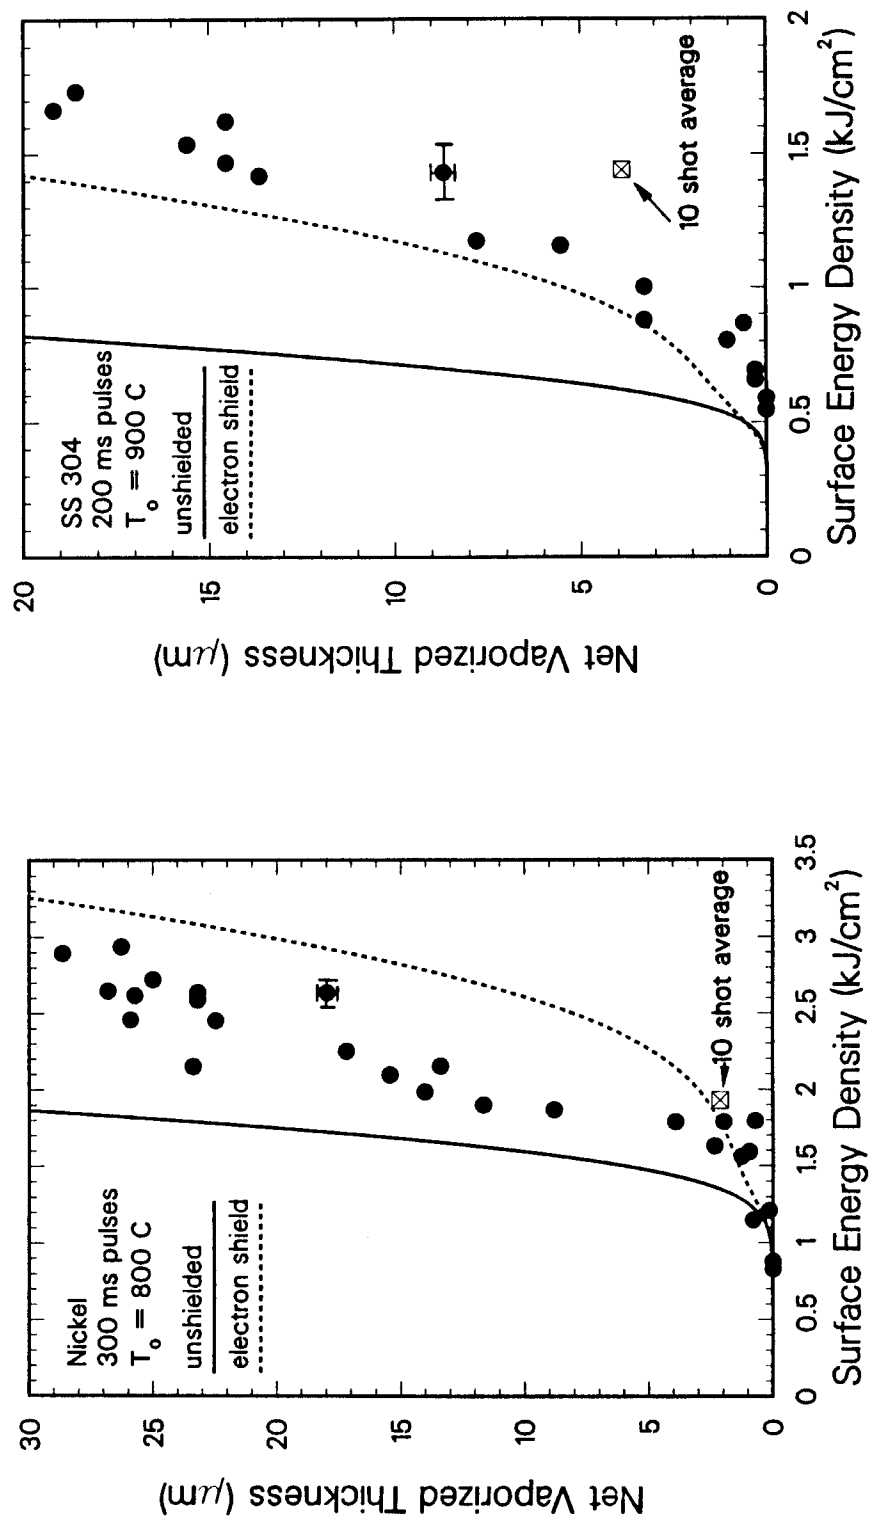 Nickel
300 ms pulses
T₀ = 800 C
unshielded
electron shield
30
25
20
15
10
5
0
Net Vaporized Thickness (μm)
0
0.5
1
1.5
2
2.5
3
3.5
Surface Energy Density (kJ/cm²)
10 shot average
SS 304
200 ms pulses
T₀ = 900 C
unshielded
electron shield
20
15
10
5
0
Net Vaporized Thickness (μm)
0
0.5
1
1.5
2
Surface Energy Density (kJ/cm²)
10 shot average